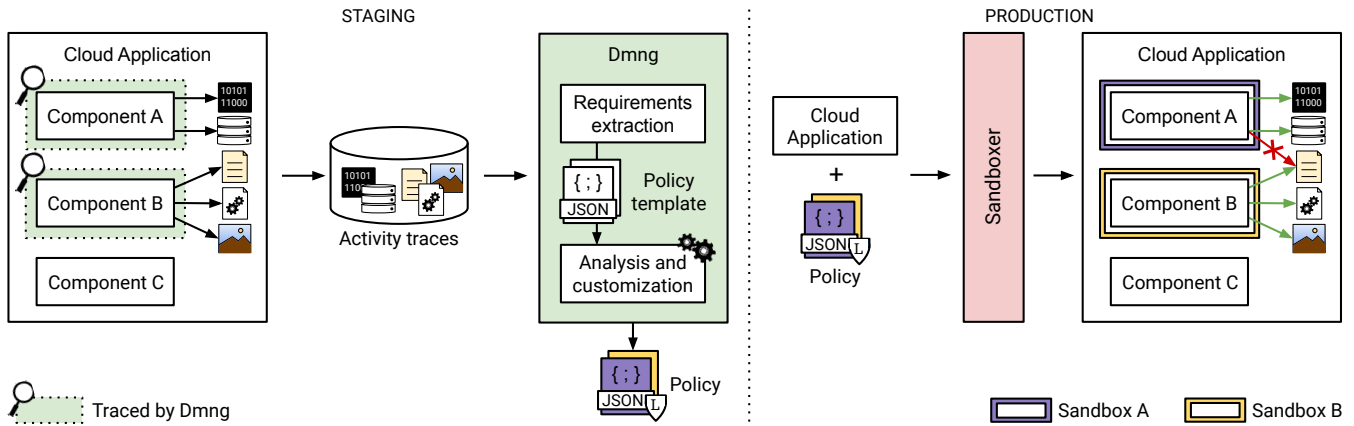 STAGING
Cloud Application
Component A
10101
11000
Component B
Component C
Traced by Dmng
10101
Activity traces
Dmng
Requirements
extraction
{ ; }
JSON
Policy
template
Analysis and
customization
{ ; }
JSON
L
Policy
PRODUCTION
Cloud
Application
+
{ ; }
JSON
L
Policy
Sandboxer
Cloud Application
Component A
10101
11000
Component B
Component C
Sandbox A
Sandbox B